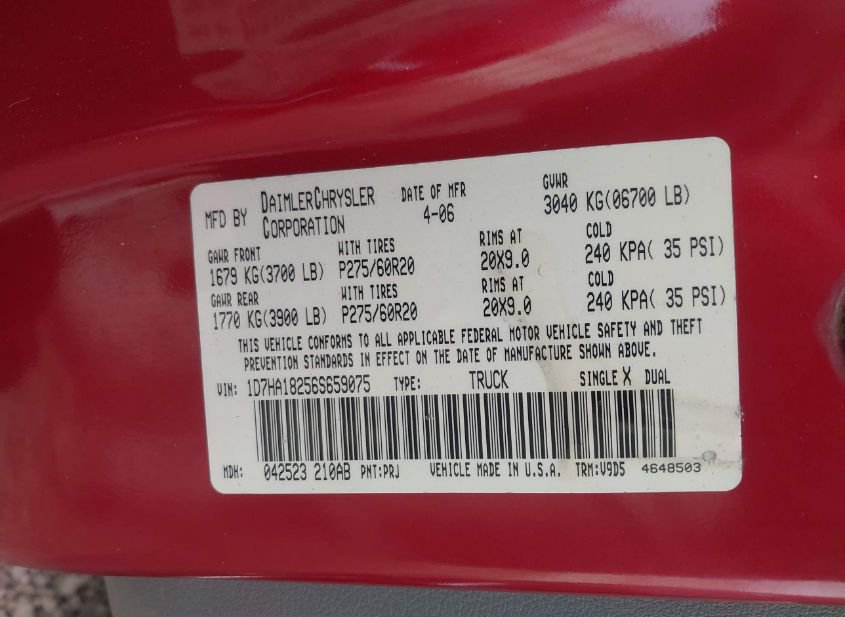 MFD BY DAIMLERCHRYSLER CORPORATION DATE OF MFR 4-06 GVWR 3040 KG(06700 LB)
GAWR FRONT WITH TIRES RIMS AT COLD
1679 KG(3700 LB) P275/60R20 20X9.0 240 KPA( 35 PSI)
GAWR REAR WITH TIRES RIMS AT COLD
1770 KG(3900 LB) P275/60R20 20X9.0 240 KPA( 35 PSI)
THIS VEHICLE CONFORMS TO ALL APPLICABLE FEDERAL MOTOR VEHICLE SAFETY AND THEFT
PREVENTION STANDARDS IN EFFECT ON THE DATE OF MANUFACTURE SHOWN ABOVE.
VIN: 1D7HA18256S659075 TYPE: TRUCK SINGLE X DUAL
MDH: 042523 210AB PNT:PRJ VEHICLE MADE IN U.S.A. TRM:V9D5 4648503